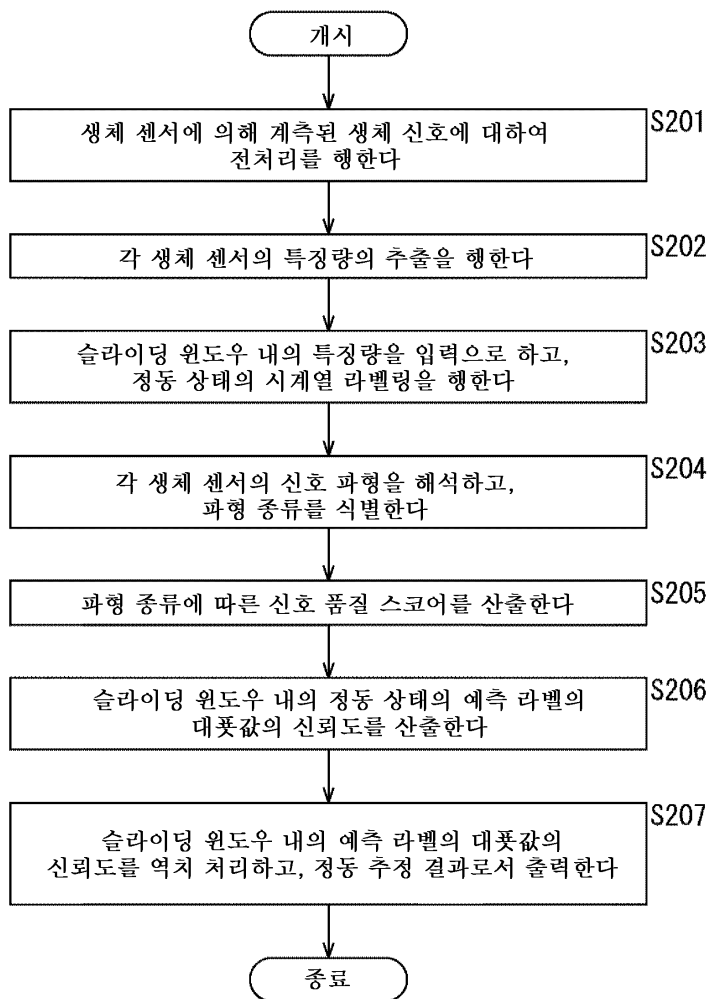 개시
S201
생체 센서에 의해 계측된 생체 신호에 대하여
전처리를 행한다
S202
각 생체 센서의 특징량의 추출을 행한다
S203
슬라이딩 윈도우 내의 특징량을 입력으로 하고,
정동 상태의 시계열 라벨링을 행한다
S204
각 생체 센서의 신호 파형을 해석하고,
파형 종류를 식별한다
S205
파형 종류에 따른 신호 품질 스코어를 산출한다
S206
슬라이딩 윈도우 내의 정동 상태의 예측 라벨의
대푯값의 신뢰도를 산출한다
S207
슬라이딩 윈도우 내의 예측 라벨의 대푯값의
신뢰도를 역치 처리하고, 정동 추정 결과로서 출력한다
종료